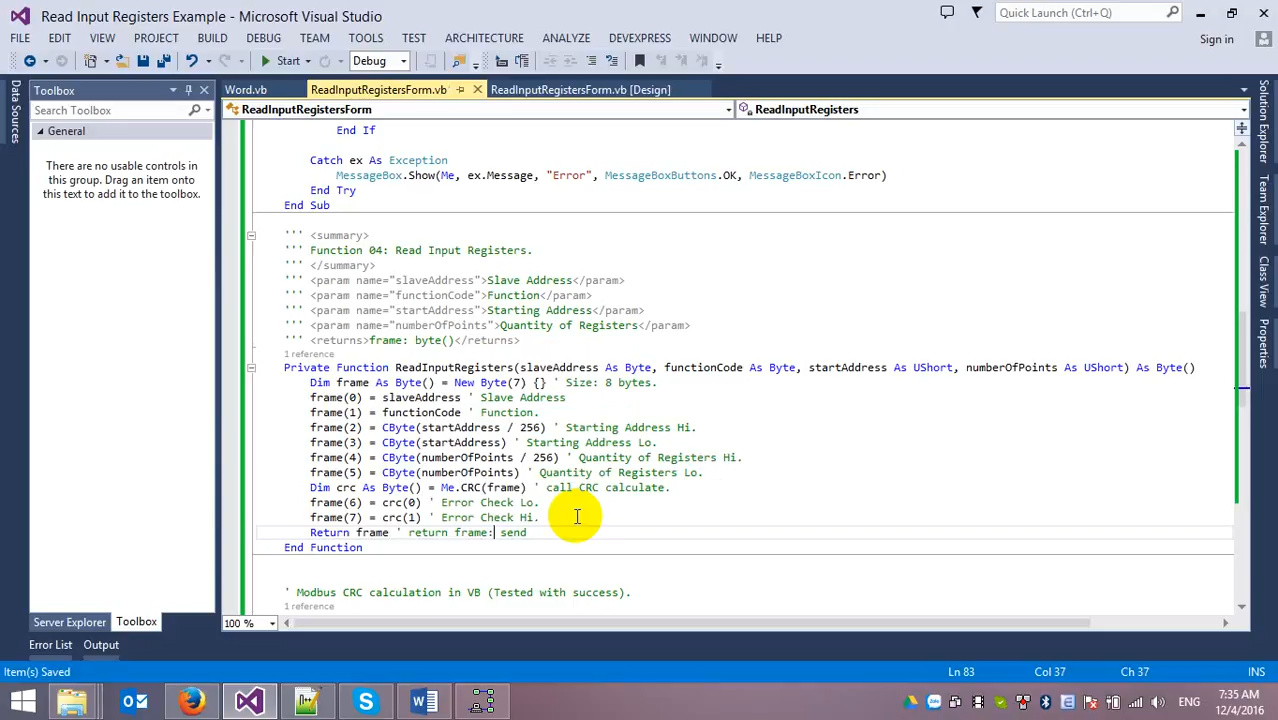 Read Input Registers Example - Microsoft Visual Studio
Quick Launch (Ctrl+Q)
FILE EDIT VIEW PROJECT BUILD DEBUG TEAM TOOLS TEST ARCHITECTURE ANALYZE DEVEXPRESS WINDOW HELP
Sign in
Start Debug
Data Sources
Toolbox
Search Toolbox
General
There are no usable controls in
this group. Drag an item onto
this text to add it to the toolbox.
Server Explorer Toolbox
Word.vb ReadInputRegistersForm.vb* ReadInputRegistersForm.vb [Design]
ReadInputRegistersForm ReadInputRegisters
End If
Catch ex As Exception
MessageBox.Show(Me, ex.Message, "Error", MessageBoxButtons.OK, MessageBoxIcon.Error)
End Try
End Sub
''' <summary>
''' Function 04: Read Input Registers.
''' </summary>
''' <param name="slaveAddress">Slave Address</param>
''' <param name="functionCode">Function</param>
''' <param name="startAddress">Starting Address</param>
''' <param name="numberOfPoints">Quantity of Registers</param>
''' <returns>frame: byte()</returns>
1 reference
Private Function ReadInputRegisters(slaveAddress As Byte, functionCode As Byte, startAddress As UShort, numberOfPoints As UShort) As Byte()
Dim frame As Byte() = New Byte(7) {} ' Size: 8 bytes.
frame(0) = slaveAddress ' Slave Address
frame(1) = functionCode ' Function.
frame(2) = CByte(startAddress / 256) ' Starting Address Hi.
frame(3) = CByte(startAddress) ' Starting Address Lo.
frame(4) = CByte(numberOfPoints / 256) ' Quantity of Registers Hi.
frame(5) = CByte(numberOfPoints) ' Quantity of Registers Lo.
Dim crc As Byte() = Me.CRC(frame) ' call CRC calculate.
frame(6) = crc(0) ' Error Check Lo.
frame(7) = crc(1) ' Error Check Hi.
Return frame ' return frame: send
End Function
' Modbus CRC calculation in VB (Tested with success).
1 reference
100 %
Solution Explorer
Team Explorer
Class View
Properties
Error List Output
Item(s) Saved Ln 83 Col 37 Ch 37 INS
ENG
7:35 AM
12/4/2016